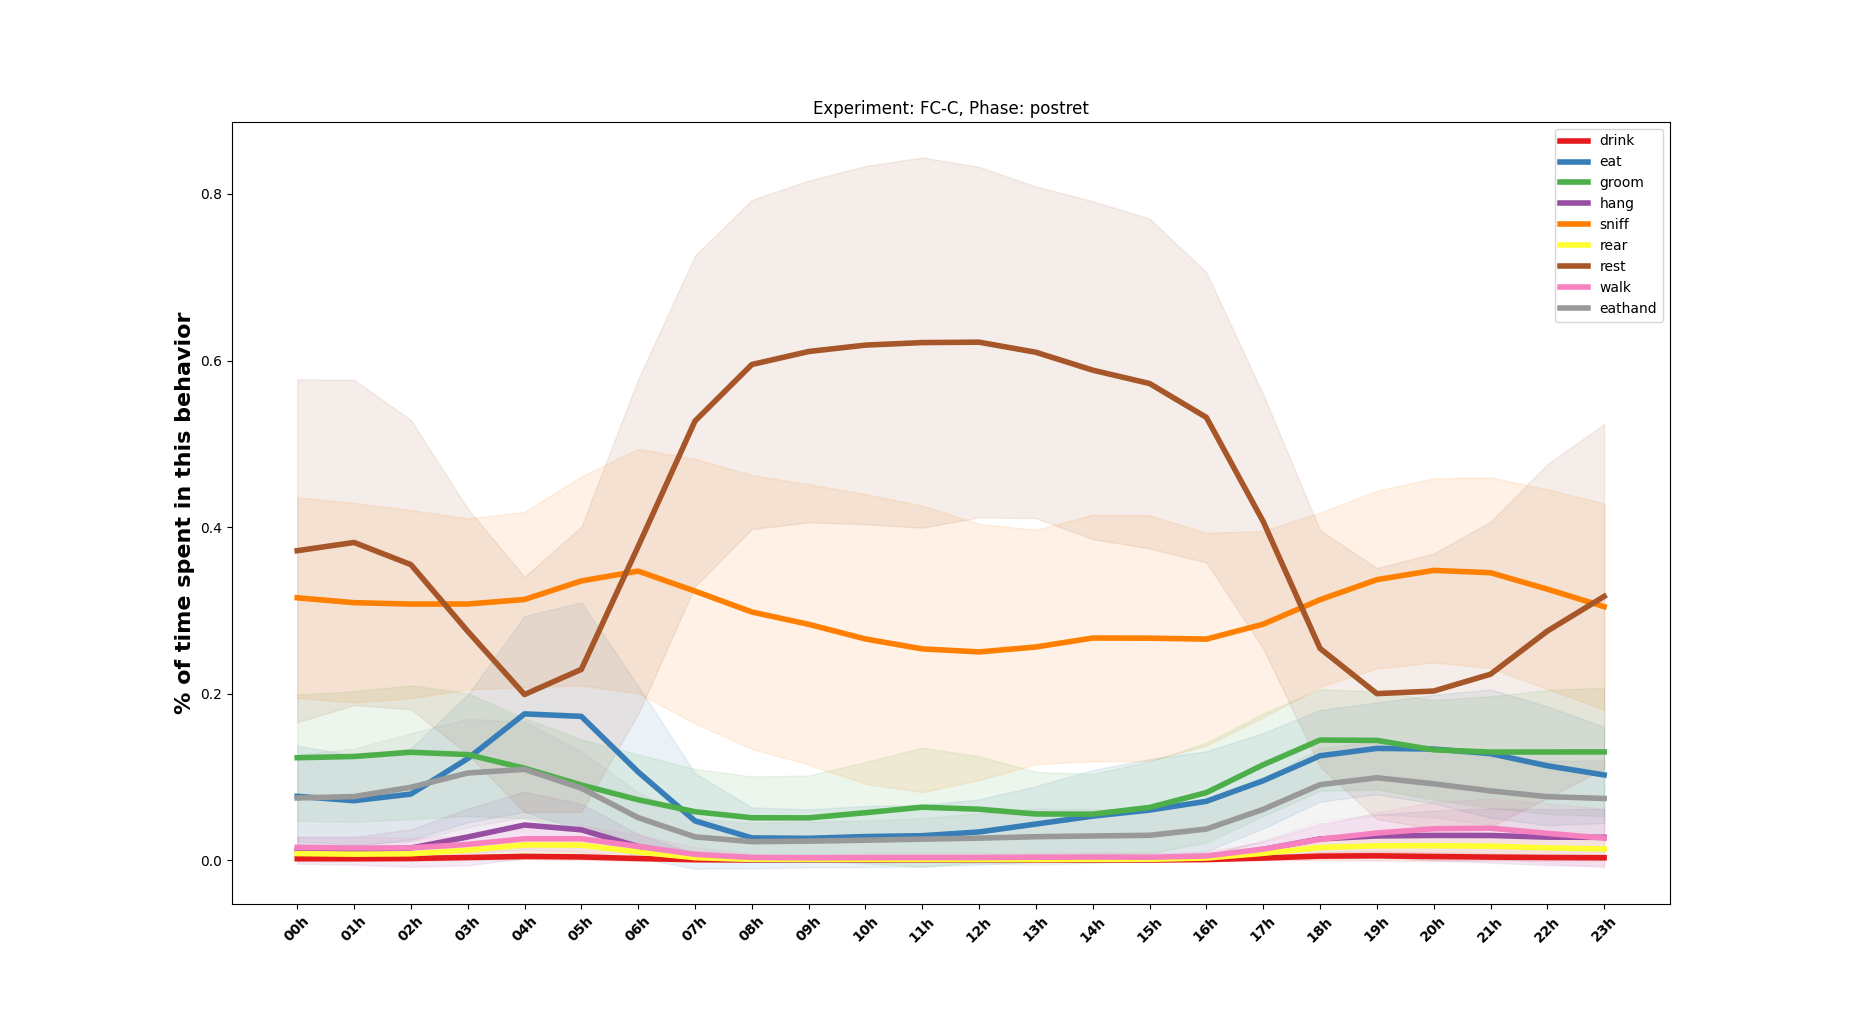 Experiment: FC-C, Phase: postret
drink
eat
groom
hang
sniff
rear
rest
walk
eathand
% of time spent in this behavior
0.8
0.6
0.4
0.2
0.0
00h 01h 02h 03h 04h 05h 06h 07h 08h 09h 10h 11h 12h 13h 14h 15h 16h 17h 18h 19h 20h 21h 22h 23h